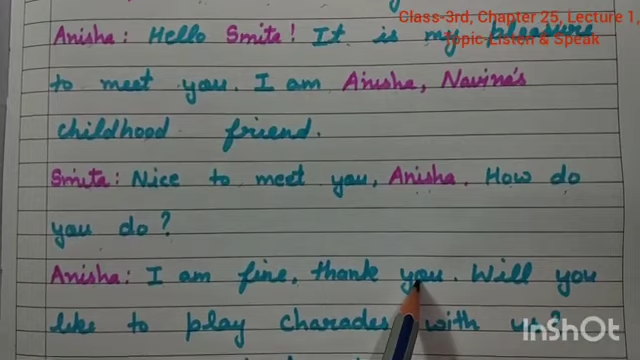 Class-3rd, Chapter 25, Lecture 1,
Topic-Listen & Speak
Anisha: Hello Smita! It is my pleasure
to meet you. I am Anisha, Navina's
childhood friend.
Smita: Nice to meet you, Anisha. How do
you do?
Anisha: I am fine, thank you. Will you
like to play charades with us?
InShOt